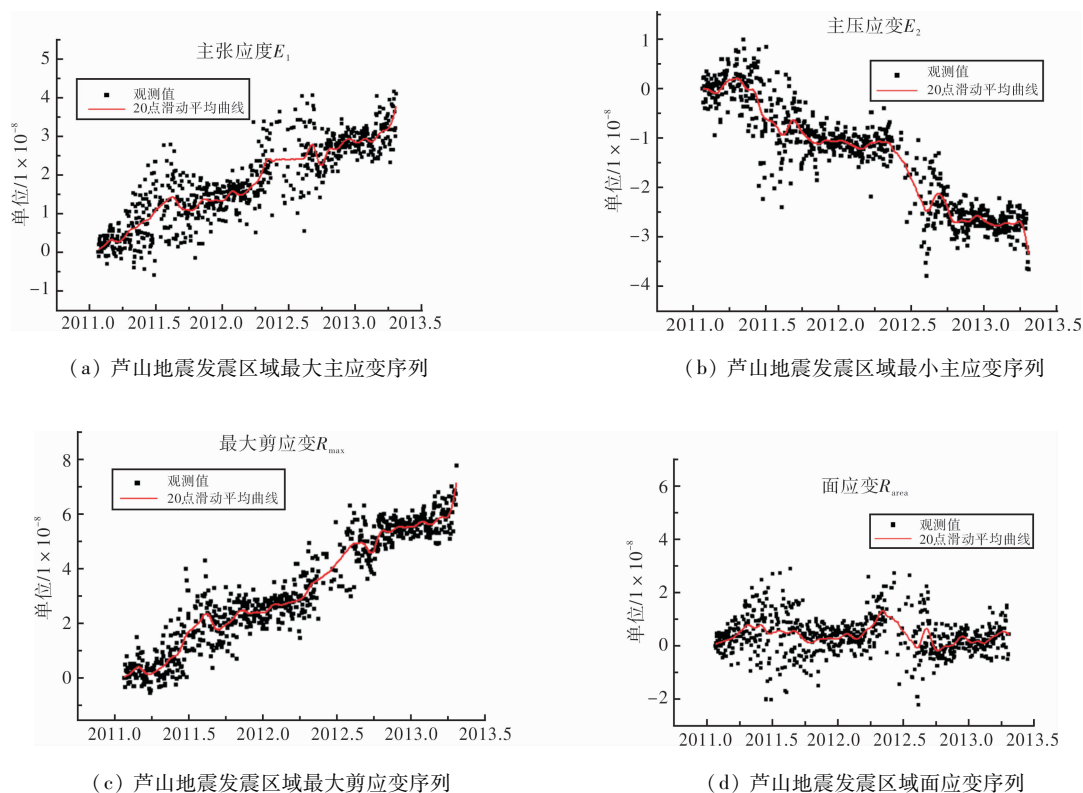 主张应度E₁
观测值
20点滑动平均曲线
单位/1×10⁻⁸
5
4
3
2
1
0
−1
2011.0 2011.5 2012.0 2012.5 2013.0 2013.5
（a）芦山地震发震区域最大主应变序列
主压应变E₂
观测值
20点滑动平均曲线
单位/1×10⁻⁸
1
0
−1
−2
−3
−4
2011.0 2011.5 2012.0 2012.5 2013.0 2013.5
（b）芦山地震发震区域最小主应变序列
最大剪应变Rmax
观测值
20点滑动平均曲线
单位/1×10⁻⁸
8
6
4
2
0
2011.0 2011.5 2012.0 2012.5 2013.0 2013.5
（c）芦山地震发震区域最大剪应变序列
面应变Rarea
观测值
20点滑动平均曲线
单位/1×10⁻⁸
6
4
2
0
−2
2011.0 2011.5 2012.0 2012.5 2013.0 2013.5
（d）芦山地震发震区域面应变序列